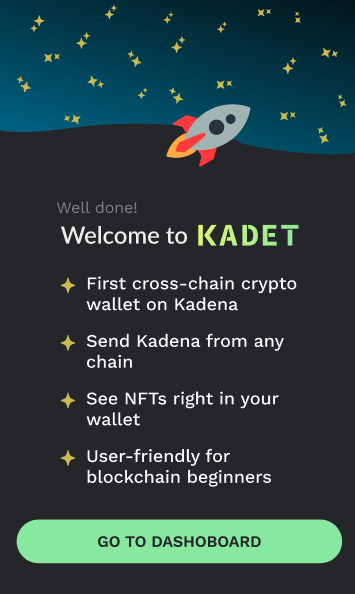 Well done!
Welcome to KADET
First cross-chain crypto
wallet on Kadena
Send Kadena from any
chain
See NFTs right in your
wallet
User-friendly for
blockchain beginners
GO TO DASHOBOARD